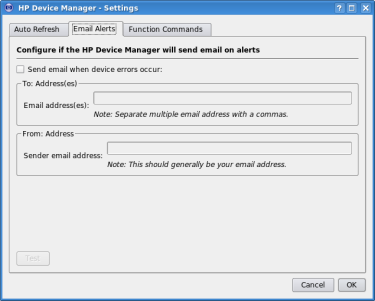 HP Device Manager - Settings
Auto Refresh
Email Alerts
Function Commands
Configure if the HP Device Manager will send email on alerts
Send email when device errors occur:
To: Address(es)
Email address(es):
Note: Separate multiple email address with a commas.
From: Address
Sender email address:
Note: This should generally be your email address.
Test
Cancel
OK